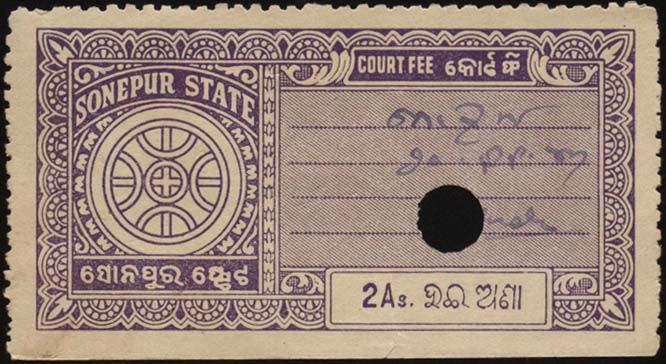 SONEPUR STATE
ସୋନପୁର ଷ୍ଟେଟ
COURT FEE କୋର୍ଟ ଫି
2As. ଦୁଇ ଅଣା